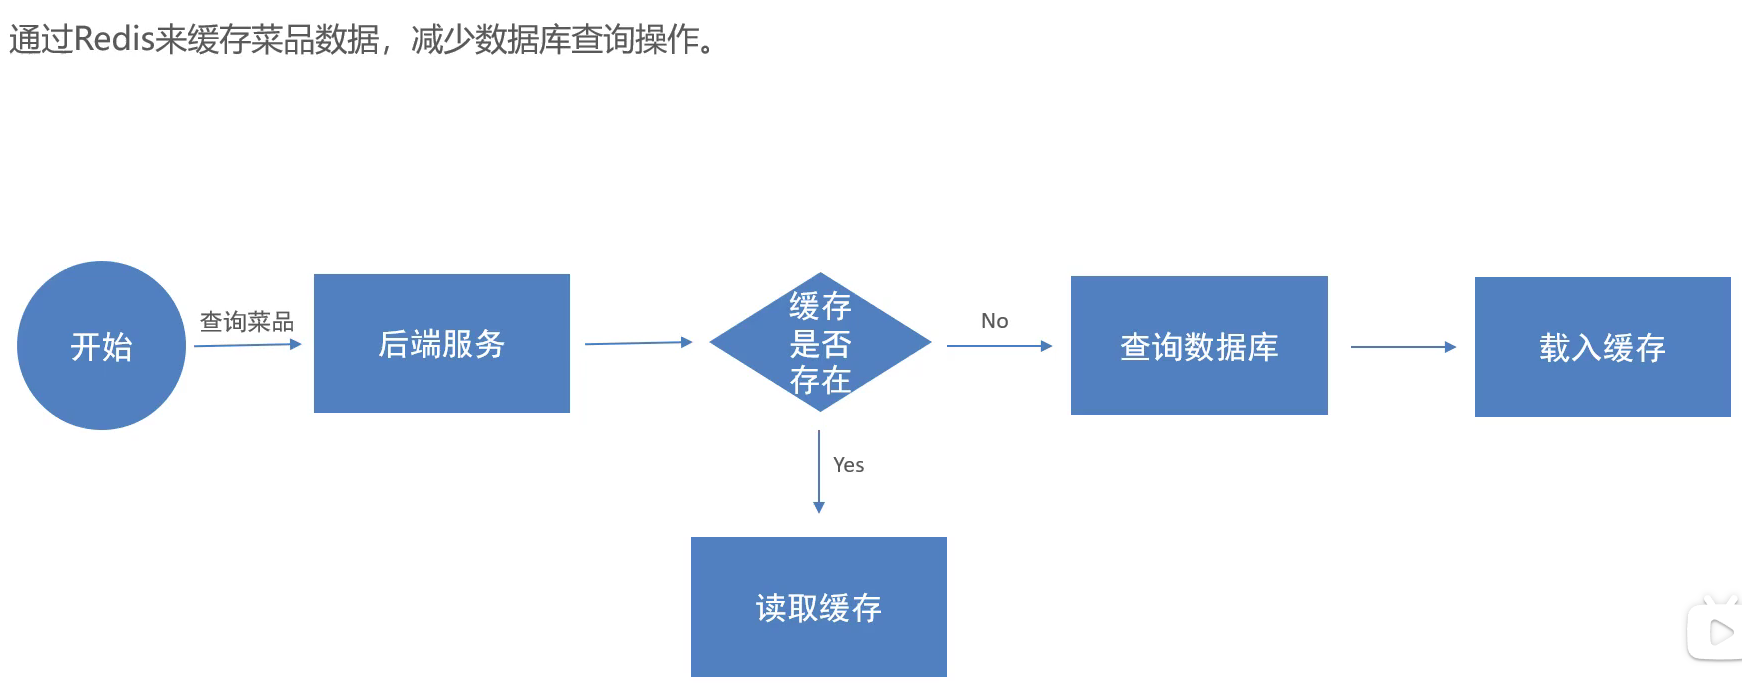 通过Redis来缓存菜品数据，减少数据库查询操作。
开始
查询菜品
后端服务
缓存
是否
存在
No
查询数据库
载入缓存
Yes
读取缓存